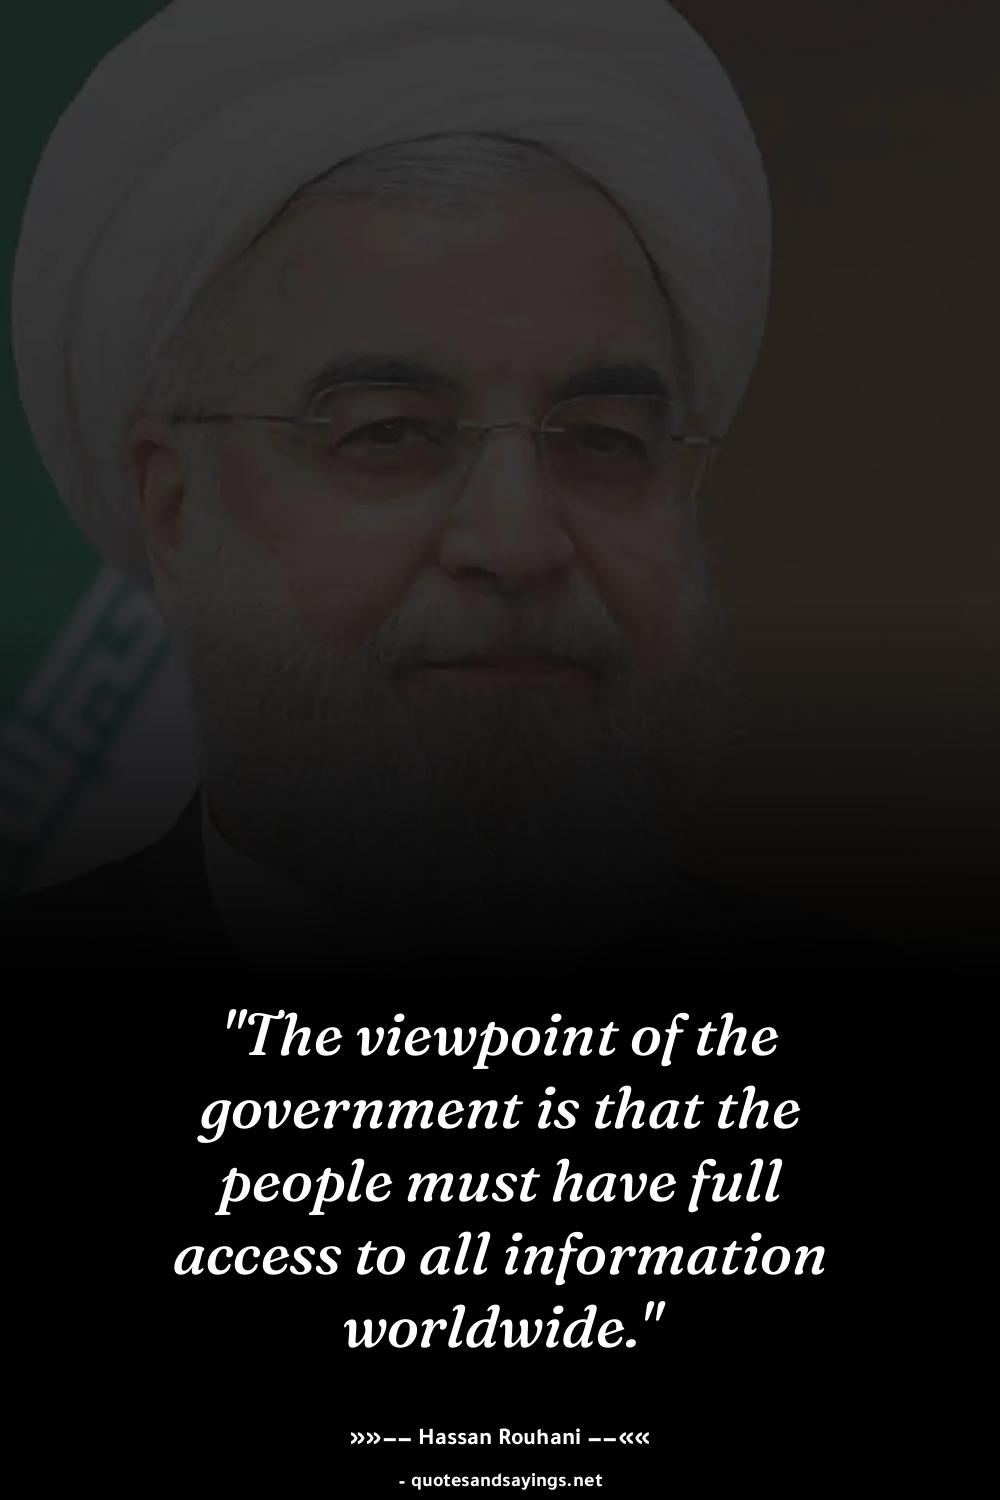 "The viewpoint of the
government is that the
people must have full
access to all information
worldwide."
»»–– Hassan Rouhani ––««
- quotesandsayings.net